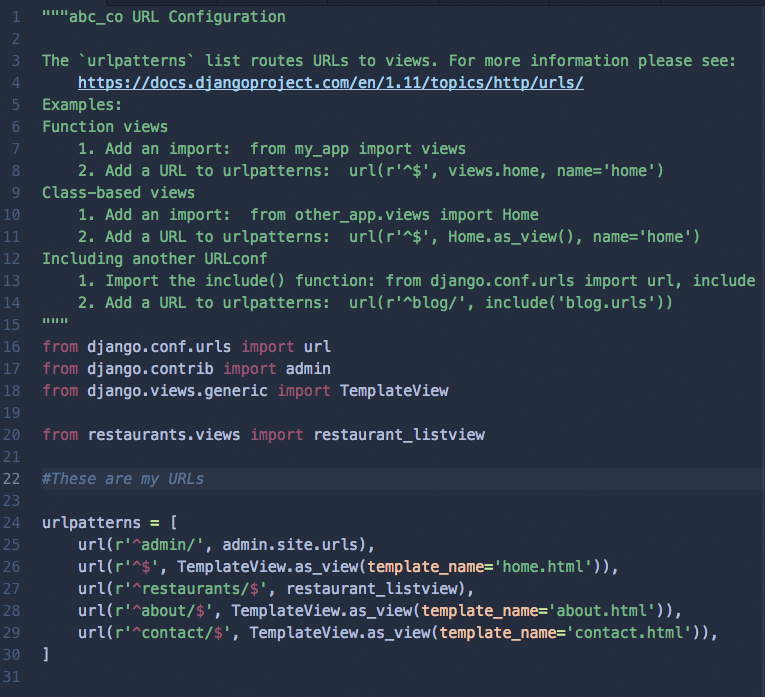 1 """abc_co URL Configuration
2
3 The `urlpatterns` list routes URLs to views. For more information please see:
4     https://docs.djangoproject.com/en/1.11/topics/http/urls/
5 Examples:
6 Function views
7     1. Add an import:  from my_app import views
8     2. Add a URL to urlpatterns:  url(r'^$', views.home, name='home')
9 Class-based views
10     1. Add an import:  from other_app.views import Home
11     2. Add a URL to urlpatterns:  url(r'^$', Home.as_view(), name='home')
12 Including another URLconf
13     1. Import the include() function: from django.conf.urls import url, include
14     2. Add a URL to urlpatterns:  url(r'^blog/', include('blog.urls'))
15 """
16 from django.conf.urls import url
17 from django.contrib import admin
18 from django.views.generic import TemplateView
19
20 from restaurants.views import restaurant_listview
21
22 #These are my URLs
23
24 urlpatterns = [
25     url(r'^admin/', admin.site.urls),
26     url(r'^$', TemplateView.as_view(template_name='home.html')),
27     url(r'^restaurants/$', restaurant_listview),
28     url(r'^about/$', TemplateView.as_view(template_name='about.html')),
29     url(r'^contact/$', TemplateView.as_view(template_name='contact.html')),
30 ]
31